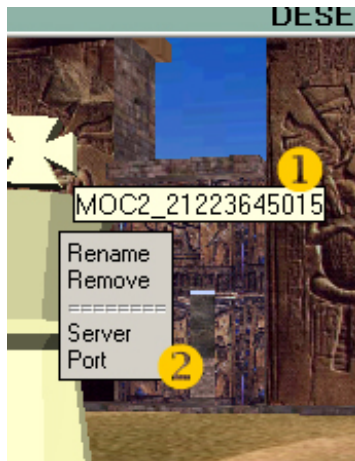 DESE
1
MOC2_21223645015
Rename
Remove
========
Server
Port
2